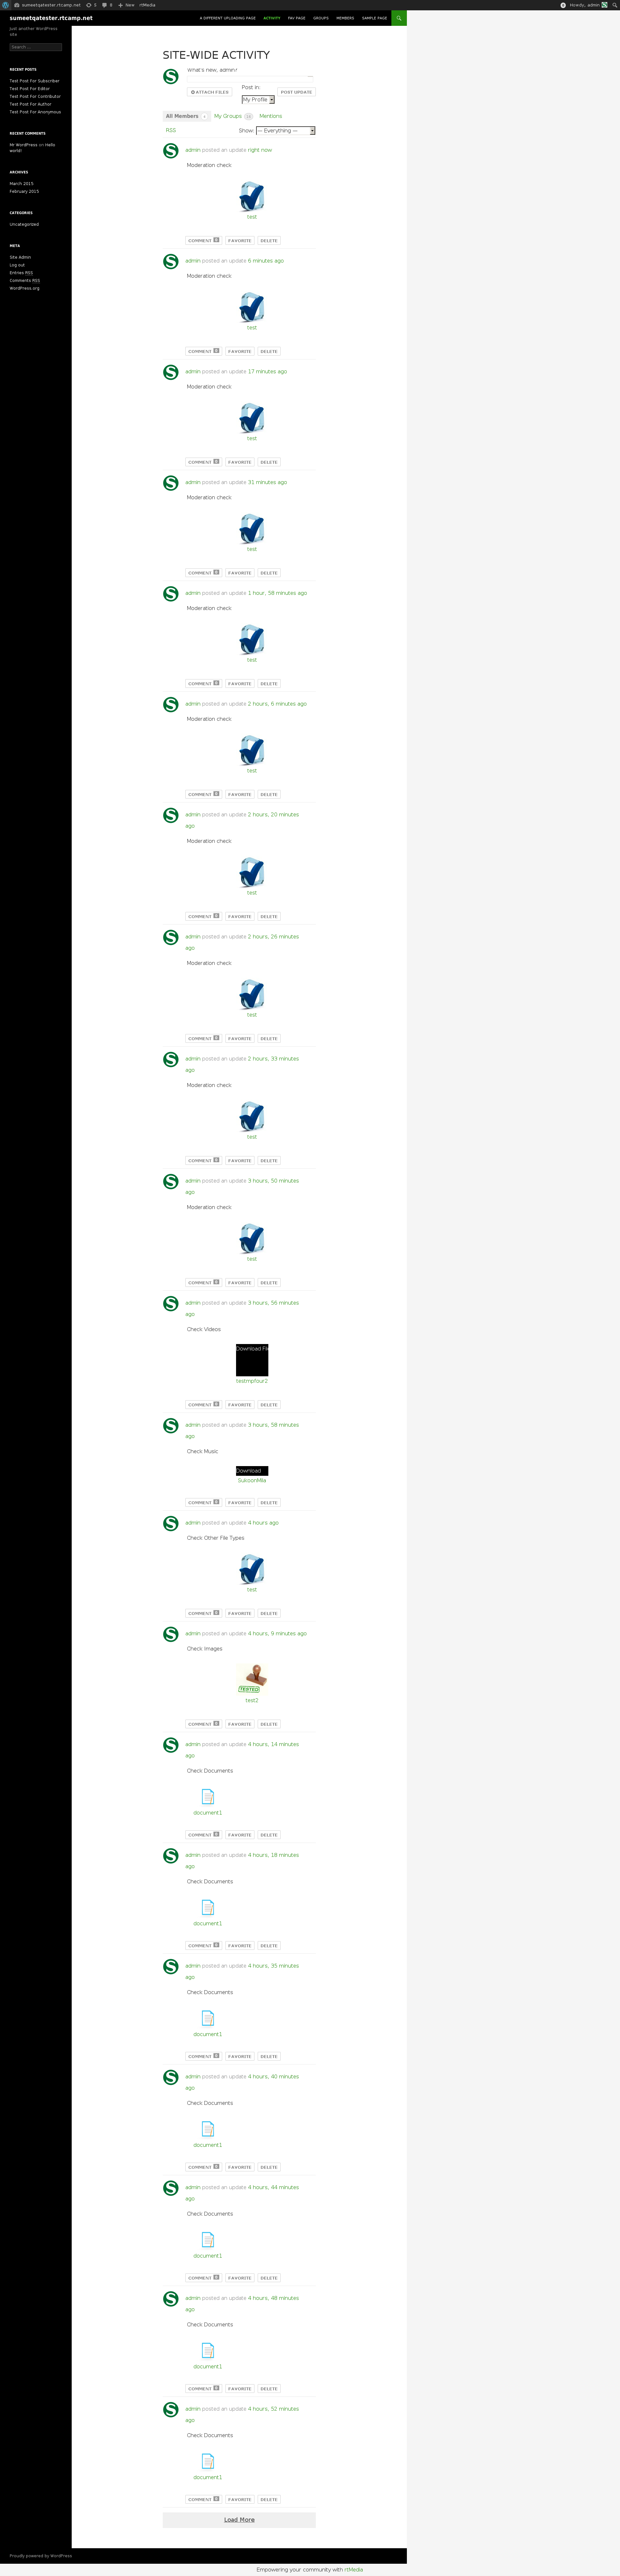 sumeetqatester.rtcamp.net 5 0 New rtMedia Howdy, admin
sumeetqatester.rtcamp.net
A DIFFERENT UPLOADING PAGE ACTIVITY FAV PAGE GROUPS MEMBERS SAMPLE PAGE
Just another WordPress
site
Search …
RECENT POSTS
Test Post For Subscriber
Test Post For Editor
Test Post For Contributor
Test Post For Author
Test Post For Anonymous
RECENT COMMENTS
Mr WordPress on Hello
world!
ARCHIVES
March 2015
February 2015
CATEGORIES
Uncategorized
META
Site Admin
Log out
Entries RSS
Comments RSS
WordPress.org
SITE-WIDE ACTIVITY
What's new, admin?
ATTACH FILES
Post in:
My Profile
POST UPDATE
All Members
My Groups
Mentions
RSS
Show: — Everything —
admin posted an update right now
Moderation check
test
COMMENT 0 FAVORITE DELETE
admin posted an update 6 minutes ago
Moderation check
test
COMMENT 0 FAVORITE DELETE
admin posted an update 17 minutes ago
Moderation check
test
COMMENT 0 FAVORITE DELETE
admin posted an update 31 minutes ago
Moderation check
test
COMMENT 0 FAVORITE DELETE
admin posted an update 1 hour, 58 minutes ago
Moderation check
test
COMMENT 0 FAVORITE DELETE
admin posted an update 2 hours, 6 minutes ago
Moderation check
test
COMMENT 0 FAVORITE DELETE
admin posted an update 2 hours, 20 minutes
ago
Moderation check
test
COMMENT 0 FAVORITE DELETE
admin posted an update 2 hours, 26 minutes
ago
Moderation check
test
COMMENT 0 FAVORITE DELETE
admin posted an update 2 hours, 33 minutes
ago
Moderation check
test
COMMENT 0 FAVORITE DELETE
admin posted an update 3 hours, 50 minutes
ago
Moderation check
test
COMMENT 0 FAVORITE DELETE
admin posted an update 3 hours, 56 minutes
ago
Check Videos
Download File
testmpfour2
COMMENT 0 FAVORITE DELETE
admin posted an update 3 hours, 58 minutes
ago
Check Music
Download
SukoonMila
COMMENT 0 FAVORITE DELETE
admin posted an update 4 hours ago
Check Other File Types
test
COMMENT 0 FAVORITE DELETE
admin posted an update 4 hours, 9 minutes ago
Check Images
TESTED
test2
COMMENT 0 FAVORITE DELETE
admin posted an update 4 hours, 14 minutes
ago
Check Documents
document1
COMMENT 0 FAVORITE DELETE
admin posted an update 4 hours, 18 minutes
ago
Check Documents
document1
COMMENT 0 FAVORITE DELETE
admin posted an update 4 hours, 35 minutes
ago
Check Documents
document1
COMMENT 0 FAVORITE DELETE
admin posted an update 4 hours, 40 minutes
ago
Check Documents
document1
COMMENT 0 FAVORITE DELETE
admin posted an update 4 hours, 44 minutes
ago
Check Documents
document1
COMMENT 0 FAVORITE DELETE
admin posted an update 4 hours, 48 minutes
ago
Check Documents
document1
COMMENT 0 FAVORITE DELETE
admin posted an update 4 hours, 52 minutes
ago
Check Documents
document1
COMMENT 0 FAVORITE DELETE
Load More
Proudly powered by WordPress
Empowering your community with rtMedia